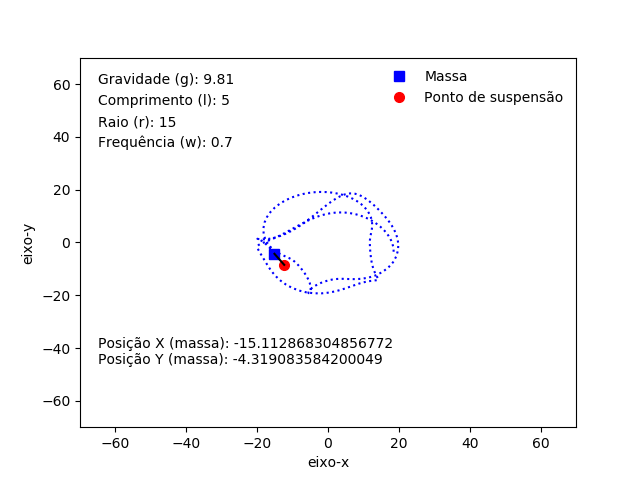 Gravidade (g): 9.81
Comprimento (l): 5
Raio (r): 15
Frequência (w): 0.7
Massa
Ponto de suspensão
60
40
20
0
−20
−40
−60
eixo-y
Posição X (massa): -15.112868304856772
Posição Y (massa): -4.319083584200049
−60 −40 −20 0 20 40 60
eixo-x